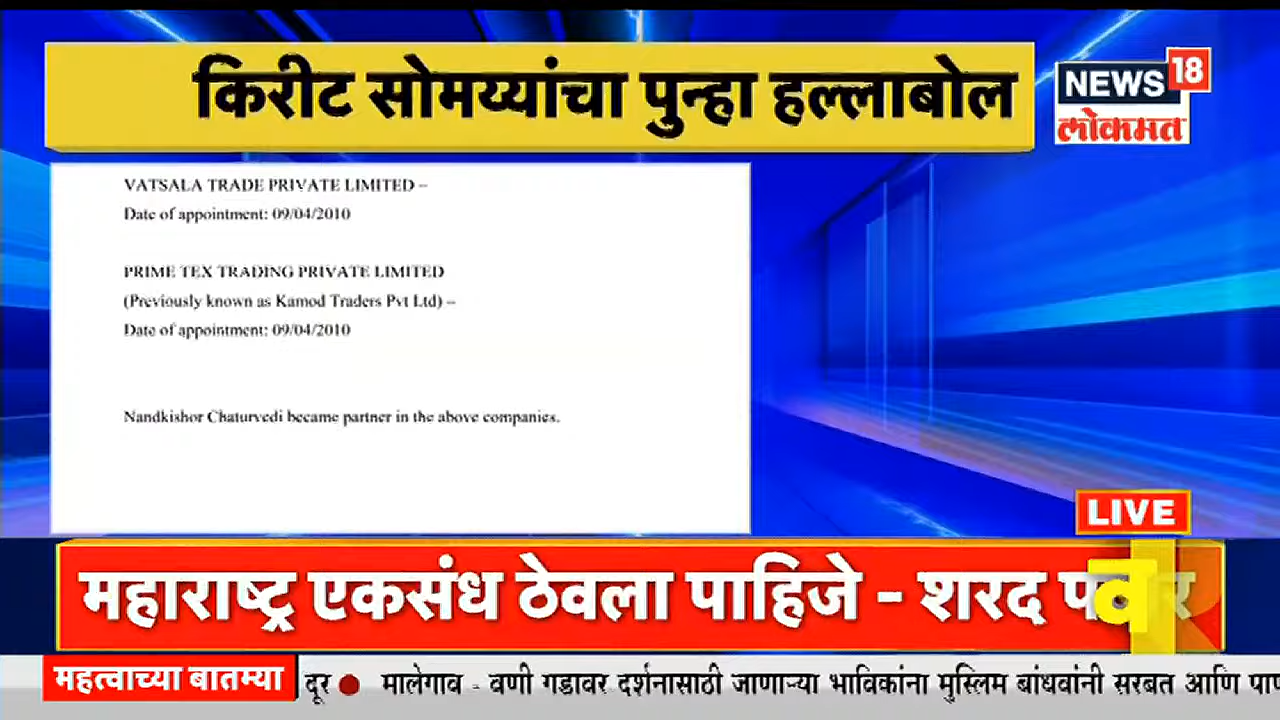 किरीट सोमय्यांचा पुन्हा हल्लाबोल
NEWS 18
लोकमत
VATSALA TRADE PRIVATE LIMITED –
Date of appointment: 09/04/2010
PRIME TEX TRADING PRIVATE LIMITED
(Previously known as Kamod Traders Pvt Ltd) –
Date of appointment: 09/04/2010
Nandkishor Chaturvedi became partner in the above companies.
LIVE
महाराष्ट्र एकसंध ठेवला पाहिजे - शरद पवार
महत्वाच्या बातम्या
दूर ● मालेगाव - वणी गडावर दर्शनासाठी जाणाऱ्या भाविकांना मुस्लिम बांधवांनी सरबत आणि